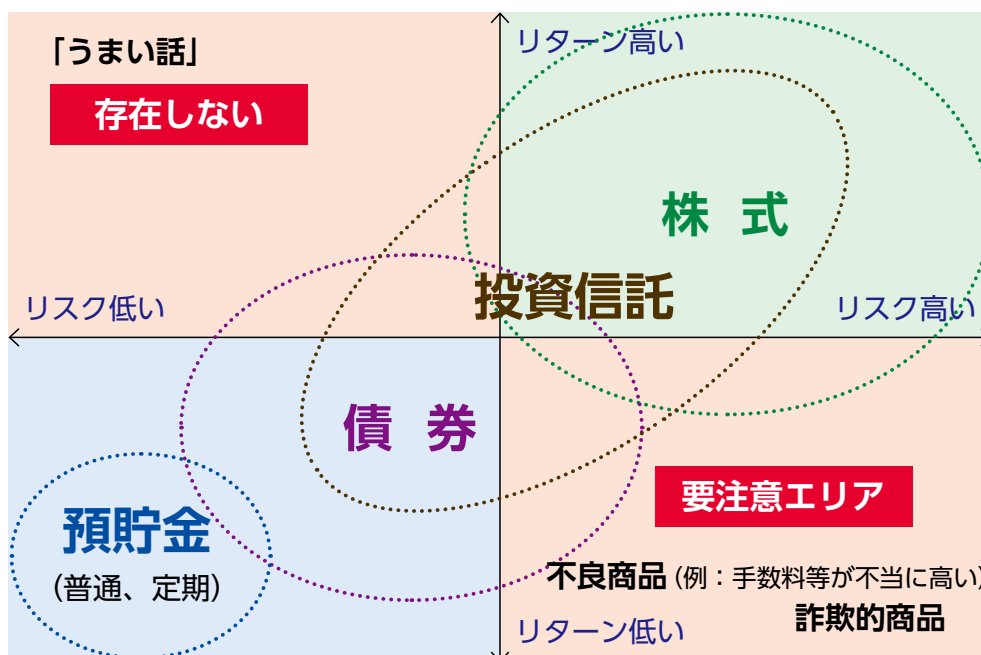 「うまい話」
存在しない
リターン高い
株式
投資信託
リスク低い
リスク高い
債券
預貯金
(普通、定期)
要注意エリア
不良商品 (例：手数料等が不当に高い)
詐欺的商品
リターン低い